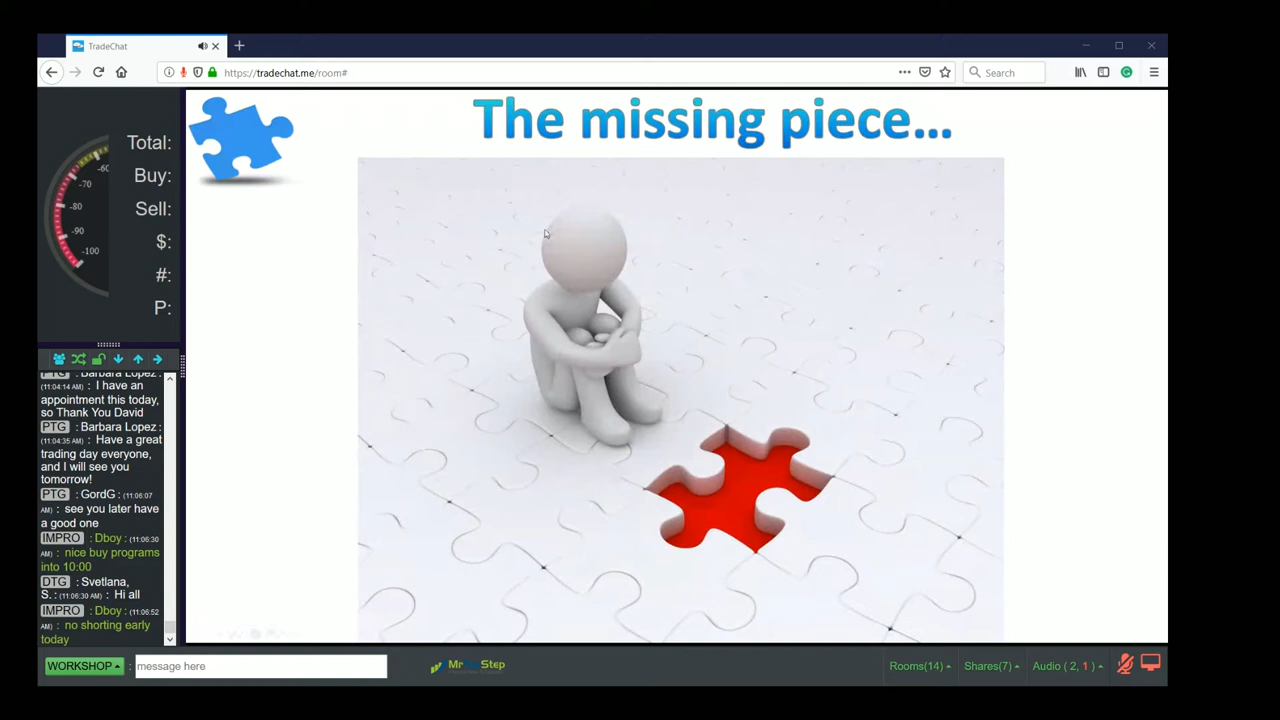 TradeChat
https://tradechat.me/room#
Search
The missing piece...
Total:
Buy:
Sell:
$:
#:
P:
-60
-70
-80
-90
-100
PTG : Barbara Lopez :
(11:04:14 AM) : I have an
appointment this today,
so Thank You David
PTG : Barbara Lopez :
(11:04:35 AM) : Have a great
trading day everyone,
and I will see you
tomorrow!
PTG : GordG : (11:06:07
AM) : see you later have
a good one
IMPRO : Dboy : (11:06:30
AM) : nice buy programs
into 10:00
DTG : Svetlana,
S. : (11:06:30 AM) : Hi all
IMPRO : Dboy : (11:06:52
AM) : no shorting early
today
WORKSHOP : message here
Rooms(14) Shares(7) Audio ( 2, 1 )